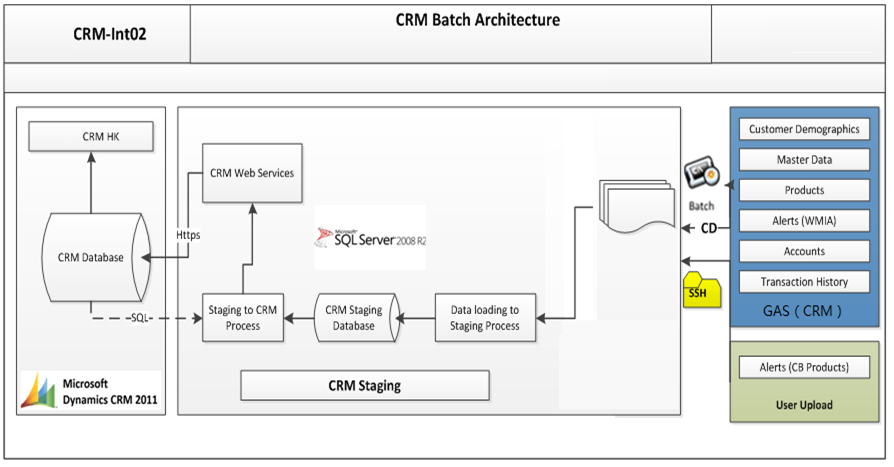 CRM-Int02
CRM Batch Architecture
CRM HK
CRM Database
Microsoft
Dynamics CRM 2011
CRM Web Services
Https
Microsoft
SQL Server 2008 R2
SQL
Staging to CRM
Process
CRM Staging
Database
Data loading to
Staging Process
CRM Staging
Batch
CD
SSH
Customer Demographics
Master Data
Products
Alerts (WMIA)
Accounts
Transaction History
GAS ( CRM )
Alerts (CB Products)
User Upload